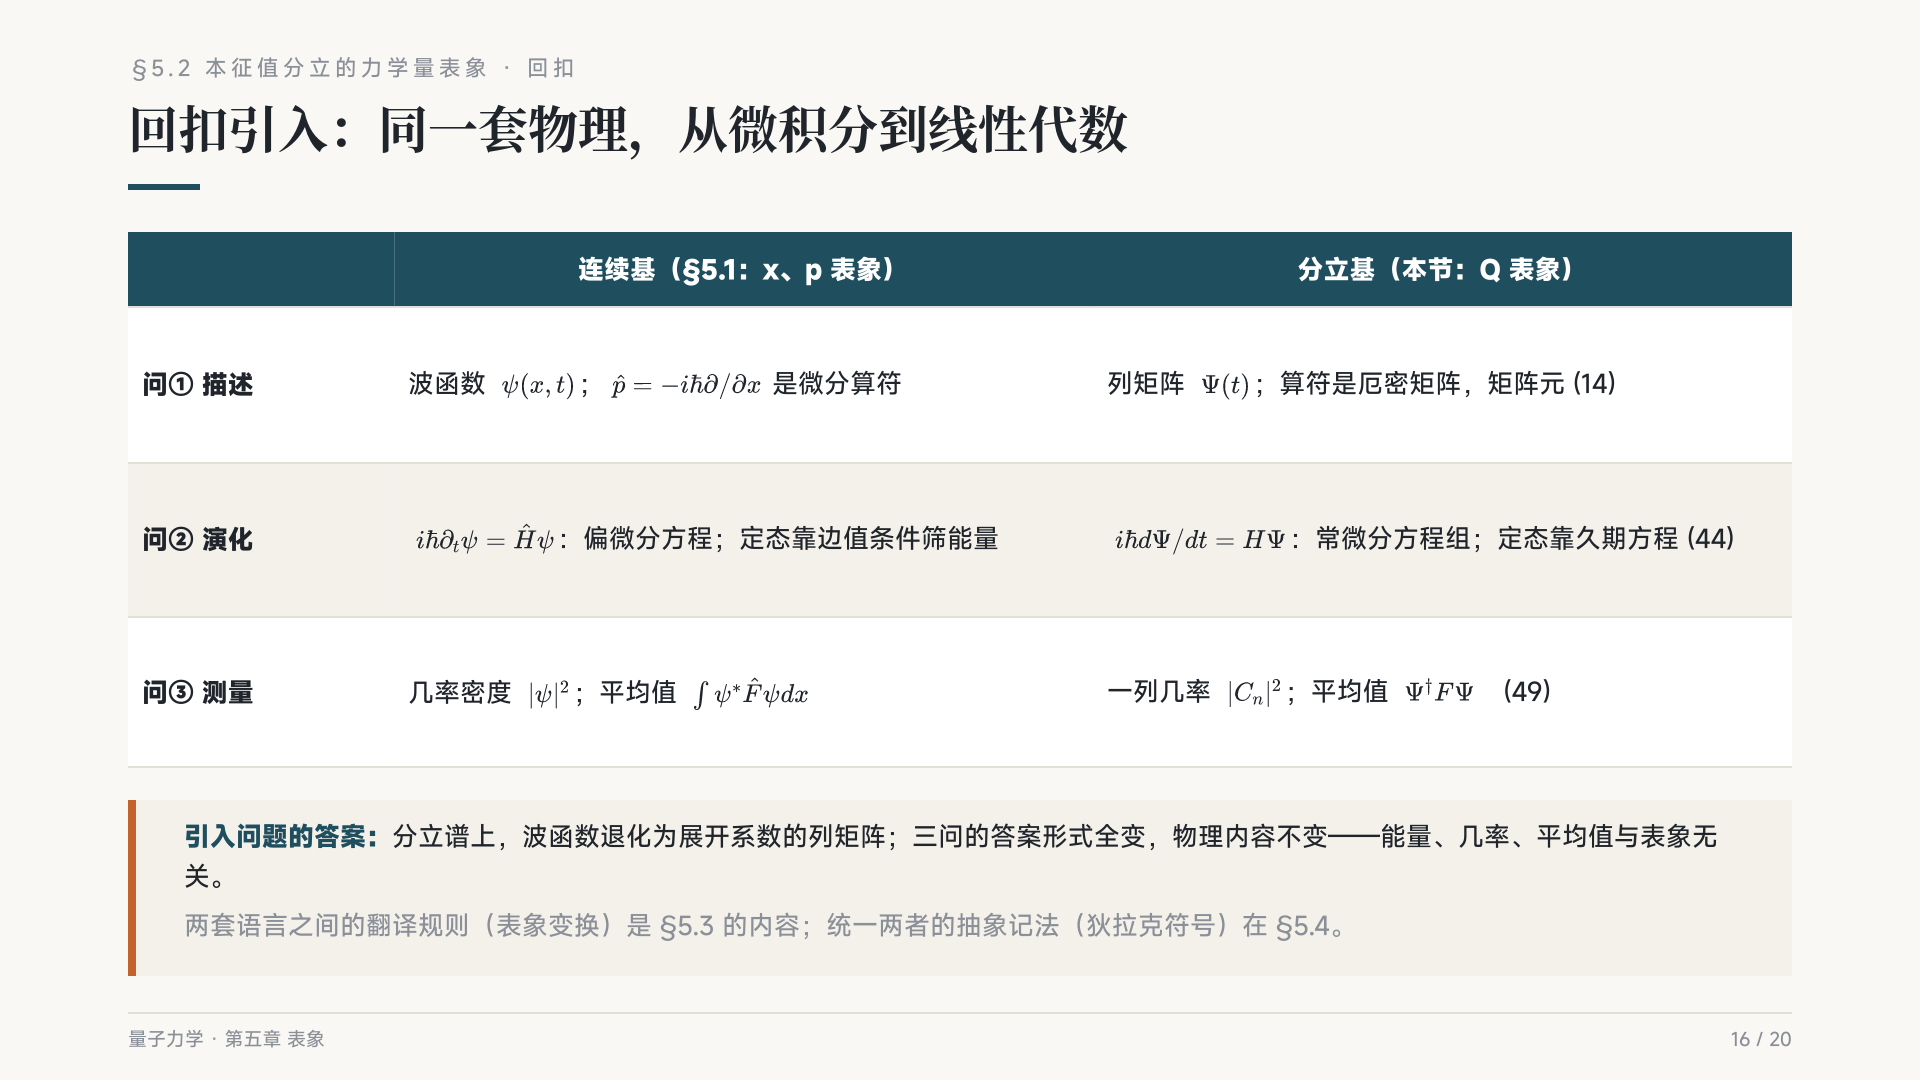 §5.2 本征值分立的力学量表象 · 回扣
回扣引入：同一套物理，从微积分到线性代数
连续基（§5.1：x、p 表象） 分立基（本节：Q 表象）
问① 描述 波函数 ψ(x, t)； p̂ = −iħ∂/∂x 是微分算符 列矩阵 Ψ(t)；算符是厄密矩阵，矩阵元 (14)
问② 演化 iħ∂ₜψ = Ĥψ：偏微分方程；定态靠边值条件筛能量 iħdΨ/dt = HΨ：常微分方程组；定态靠久期方程 (44)
问③ 测量 几率密度 |ψ|²；平均值 ∫ψ*F̂ψdx 一列几率 |Cₙ|²；平均值 Ψ†FΨ (49)
引入问题的答案：分立谱上，波函数退化为展开系数的列矩阵；三问的答案形式全变，物理内容不变——能量、几率、平均值与表象无
关。
两套语言之间的翻译规则（表象变换）是 §5.3 的内容；统一两者的抽象记法（狄拉克符号）在 §5.4。
量子力学 · 第五章 表象
16 / 20